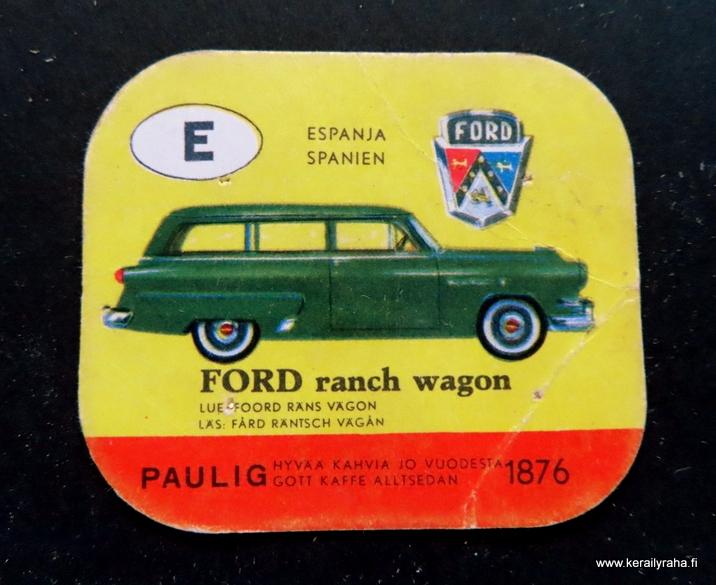 E
ESPANJA
SPANIEN
FORD
FORD ranch wagon
LUE: FOORD RÄNS VÄGON
LÄS: FÅRD RÄNTSCH VÄGÅN
PAULIG
HYVÄÄ KAHVIA JO VUODESTA
GOTT KAFFE ALLTSEDAN
1876
www.kerailyraha.fi